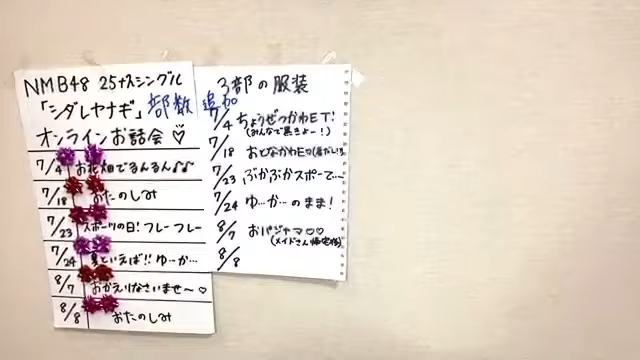 NMB48 25thシングル
「シダレヤナギ」部数追加
オンラインお話会♡
7/4 お花畑でるんるん♪♪
7/18 おたのしみ
7/23 スポーツの日!フレーフレー
7/24 夏といえば!!ゆ…か…
8/7 おかえりなさいませ〜♡
8/8 おたのしみ
3部の服装
7/4 ちょうぜつかわET!
(みんなで黒きよー!)
7/18 おとなかわE
7/23 ぶかぶかスポーて…
7/24 ゆ…か…のまま!
8/7 おパジャマ♡♡
(メイドさん帰宅後)
8/8